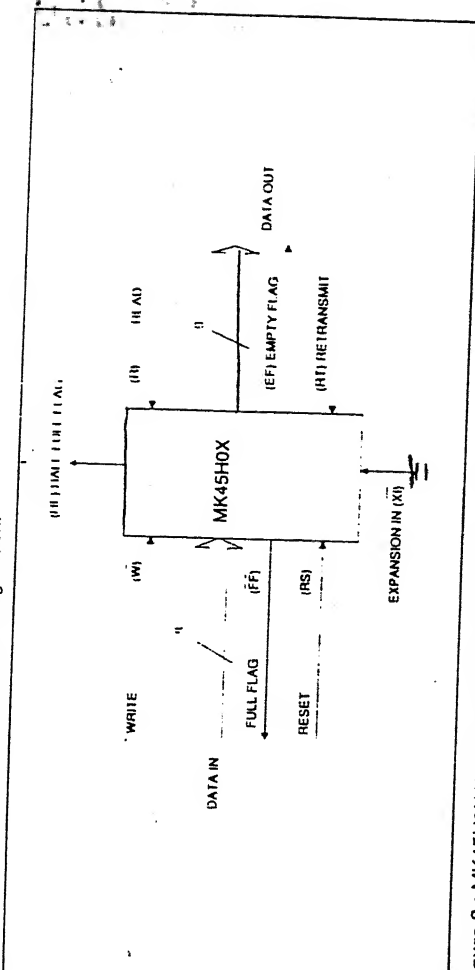 (R)
WRITE
(W)
DATA IN
MK45H0X
DATA OUT
FULL FLAG
(FF)
(EF) EMPTY FLAG
RESET
(RS)
(RT) RETRANSMIT
EXPANSION IN (XI)